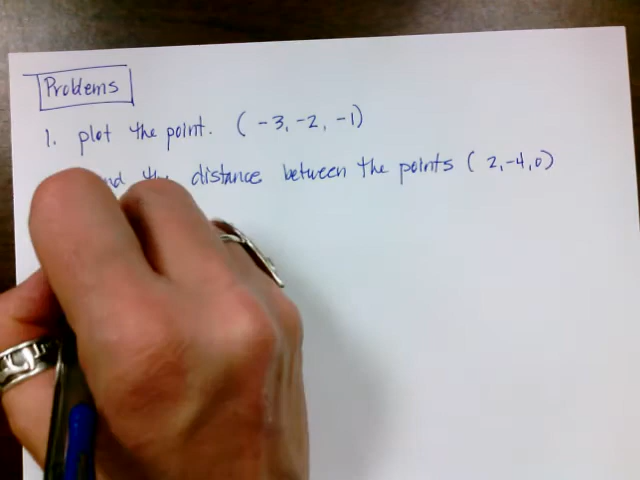 Problems
1. plot the point. (-3, -2, -1)
distance between the points (2, -4, 0)